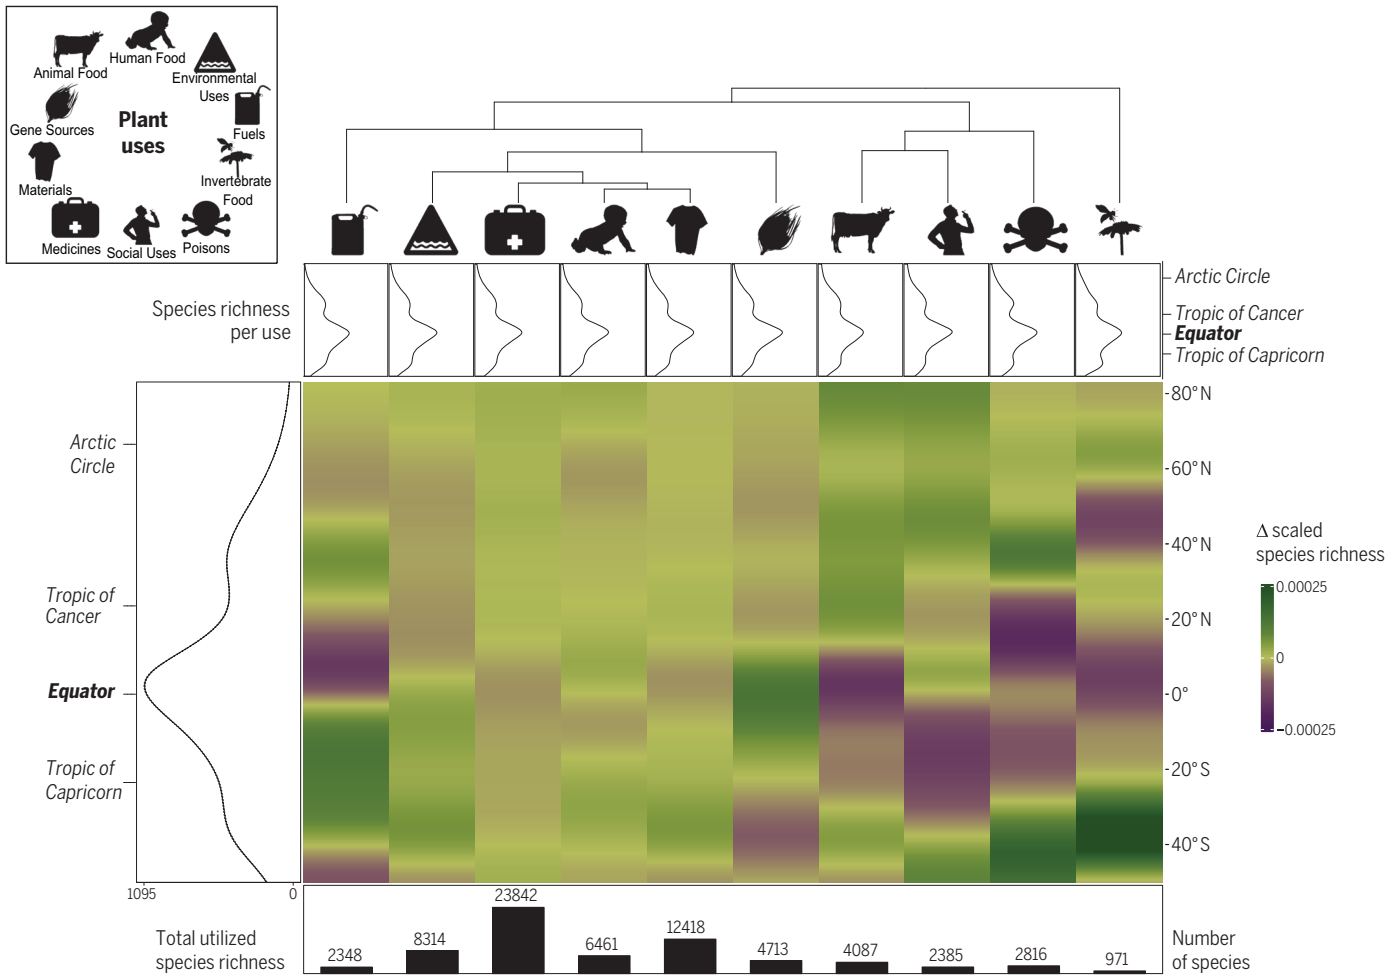 Human Food
Animal Food
Environmental
Uses
Gene Sources
Plant
uses
Fuels
Materials
Invertebrate
Food
Medicines
Social Uses
Poisons
Species richness
per use
Arctic Circle
Tropic of Cancer
Equator
Tropic of Capricorn
Arctic
Circle
Tropic of
Cancer
Equator
Tropic of
Capricorn
1095
0
80°N
60°N
40°N
20°N
0°
20°S
40°S
Δ scaled
species richness
0.00025
0
−0.00025
Total utilized
species richness
2348
8314
23842
6461
12418
4713
4087
2385
2816
971
Number
of species